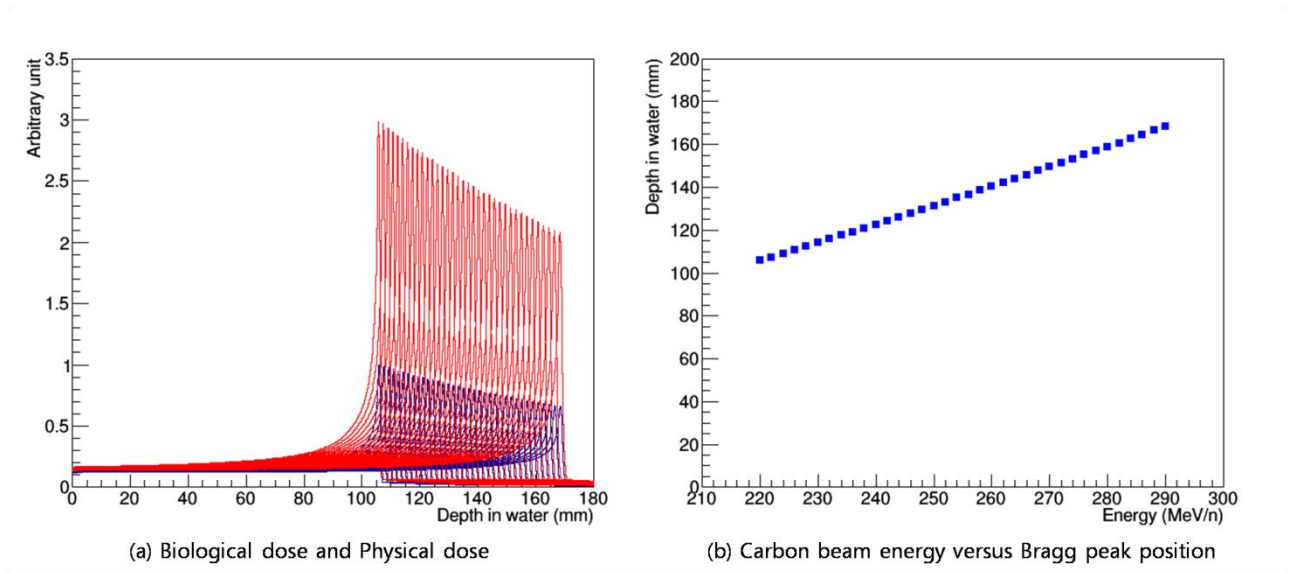 Arbitrary unit
3.5
3
2.5
2
1.5
1
0.5
0
0 20 40 60 80 100 120 140 160 180
Depth in water (mm)
(a) Biological dose and Physical dose
Depth in water (mm)
200
180
160
140
120
100
80
60
40
20
0
210 220 230 240 250 260 270 280 290 300
Energy (MeV/n)
(b) Carbon beam energy versus Bragg peak position